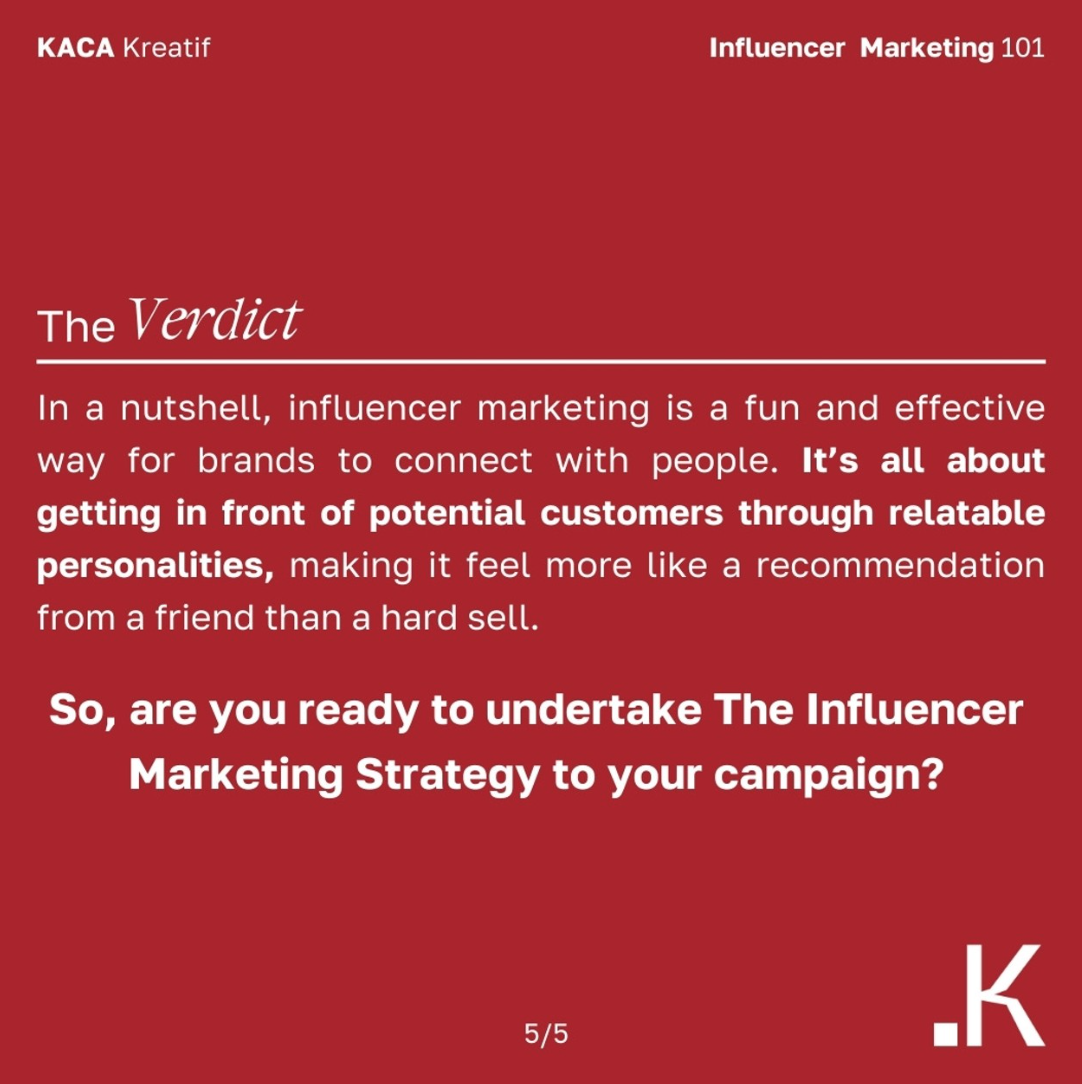 KACA Kreatif
Influencer Marketing 101
The Verdict
In a nutshell, influencer marketing is a fun and effective
way for brands to connect with people. It’s all about
getting in front of potential customers through relatable
personalities, making it feel more like a recommendation
from a friend than a hard sell.
So, are you ready to undertake The Influencer
Marketing Strategy to your campaign?
5/5
.K